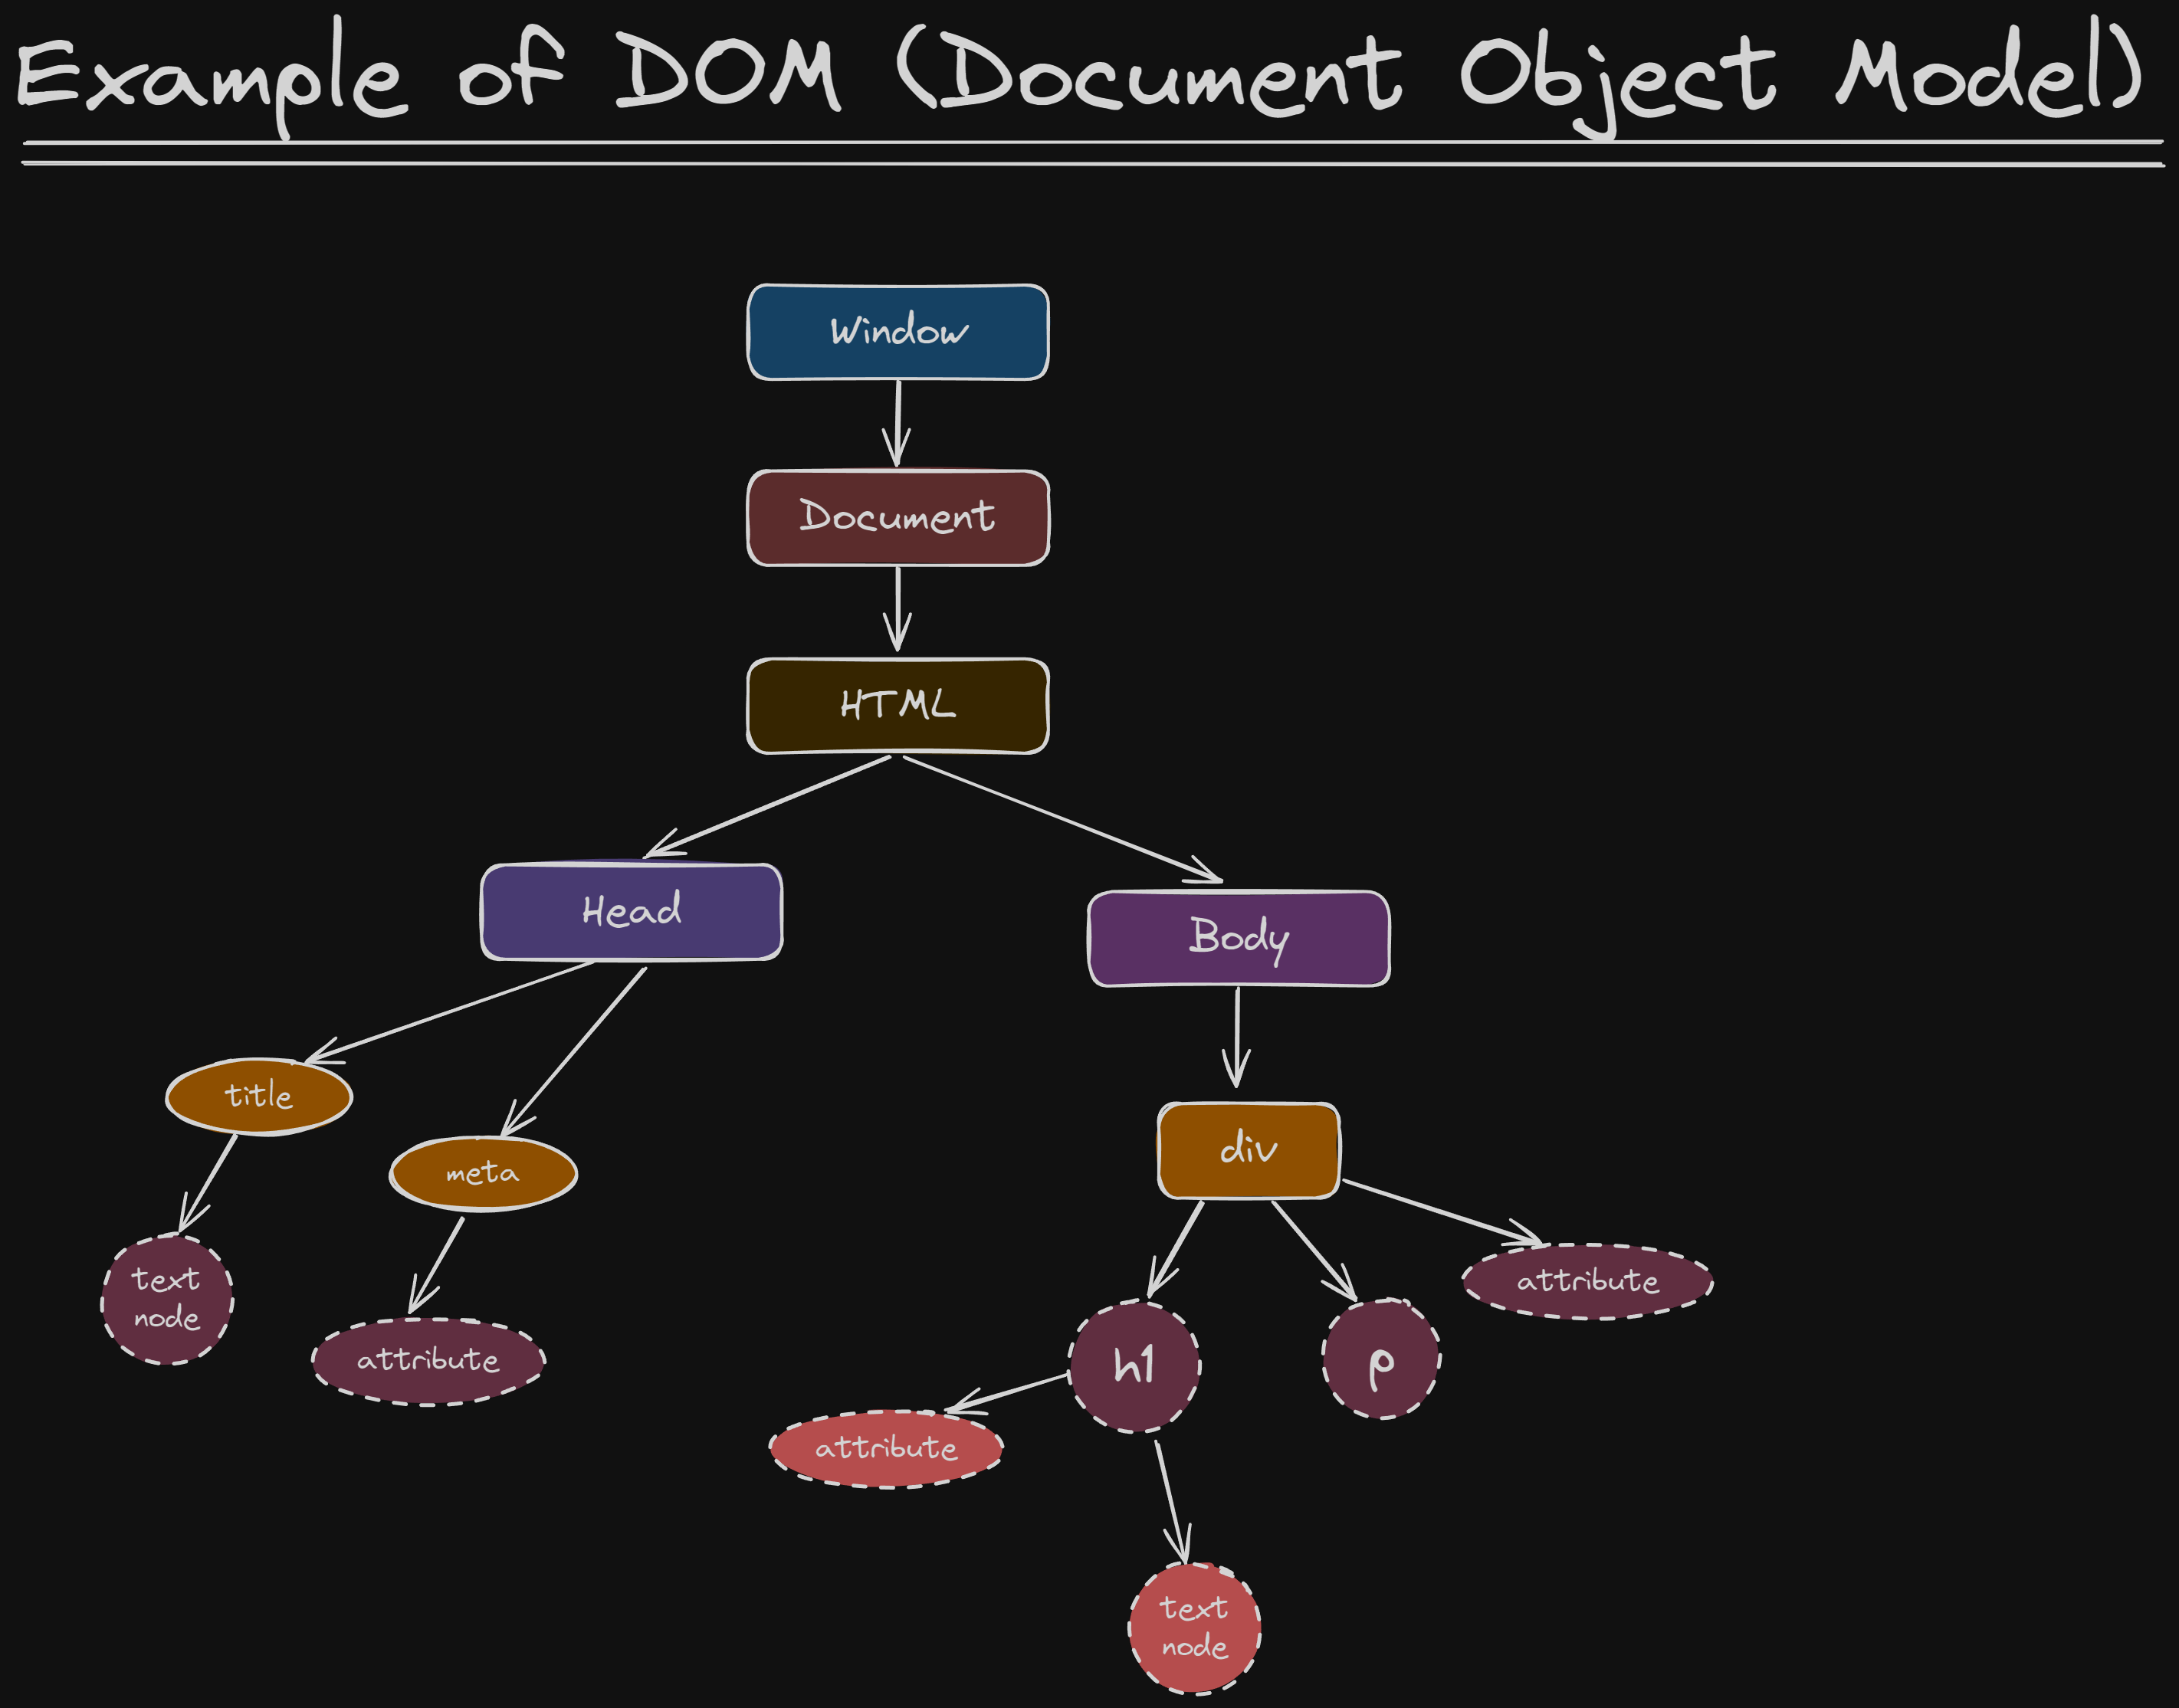 Example of DOM (Document Object Model)
Window
Document
HTML
Head
Body
title
meta
div
text
node
attribute
attribute
h1
p
attribute
text
node